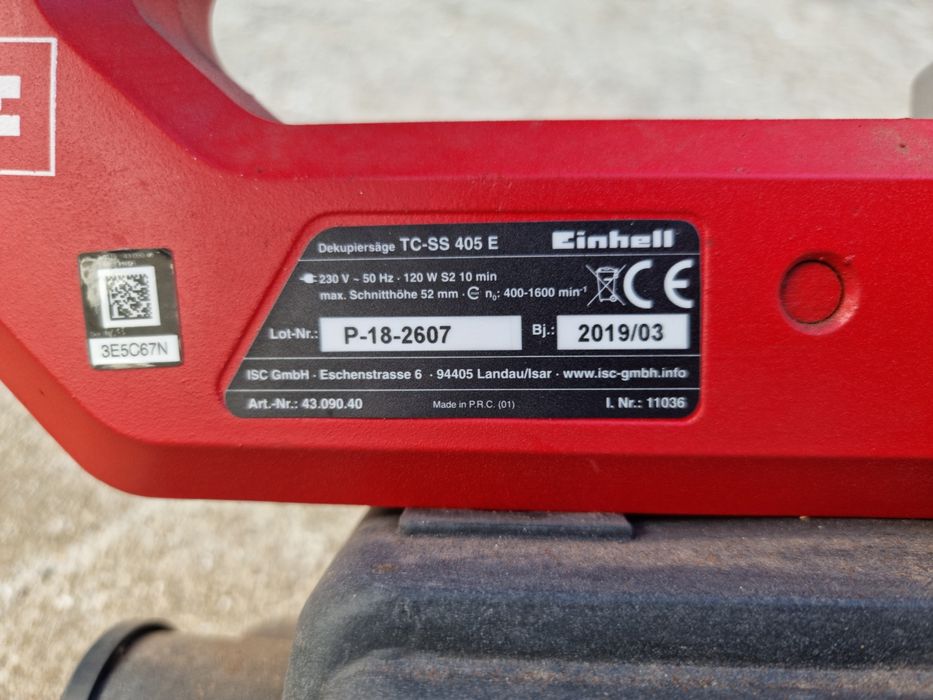 Dekupiersäge TC-SS 405 E
Einhell
230 V ~ 50 Hz · 120 W S2 10 min
max. Schnitthöhe 52 mm · n₀: 400-1600 min⁻¹
CE
Lot-Nr.: P-18-2607 Bj.: 2019/03
ISC GmbH · Eschenstrasse 6 · 94405 Landau/Isar · www.isc-gmbh.info
Art.-Nr.: 43.090.40 Made in P.R.C. (01) I. Nr.: 11036
3E5C67N